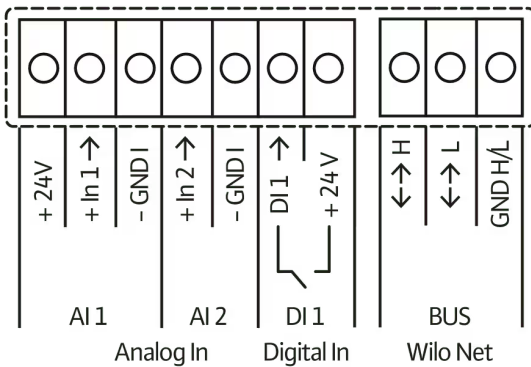 + 24V
+ In 1 →
- GND I
+ In 2 →
- GND I
DI 1 →
+ 24 V
↔ H
↔ L
GND H/L
AI 1 AI 2 DI 1 BUS
Analog In Digital In Wilo Net